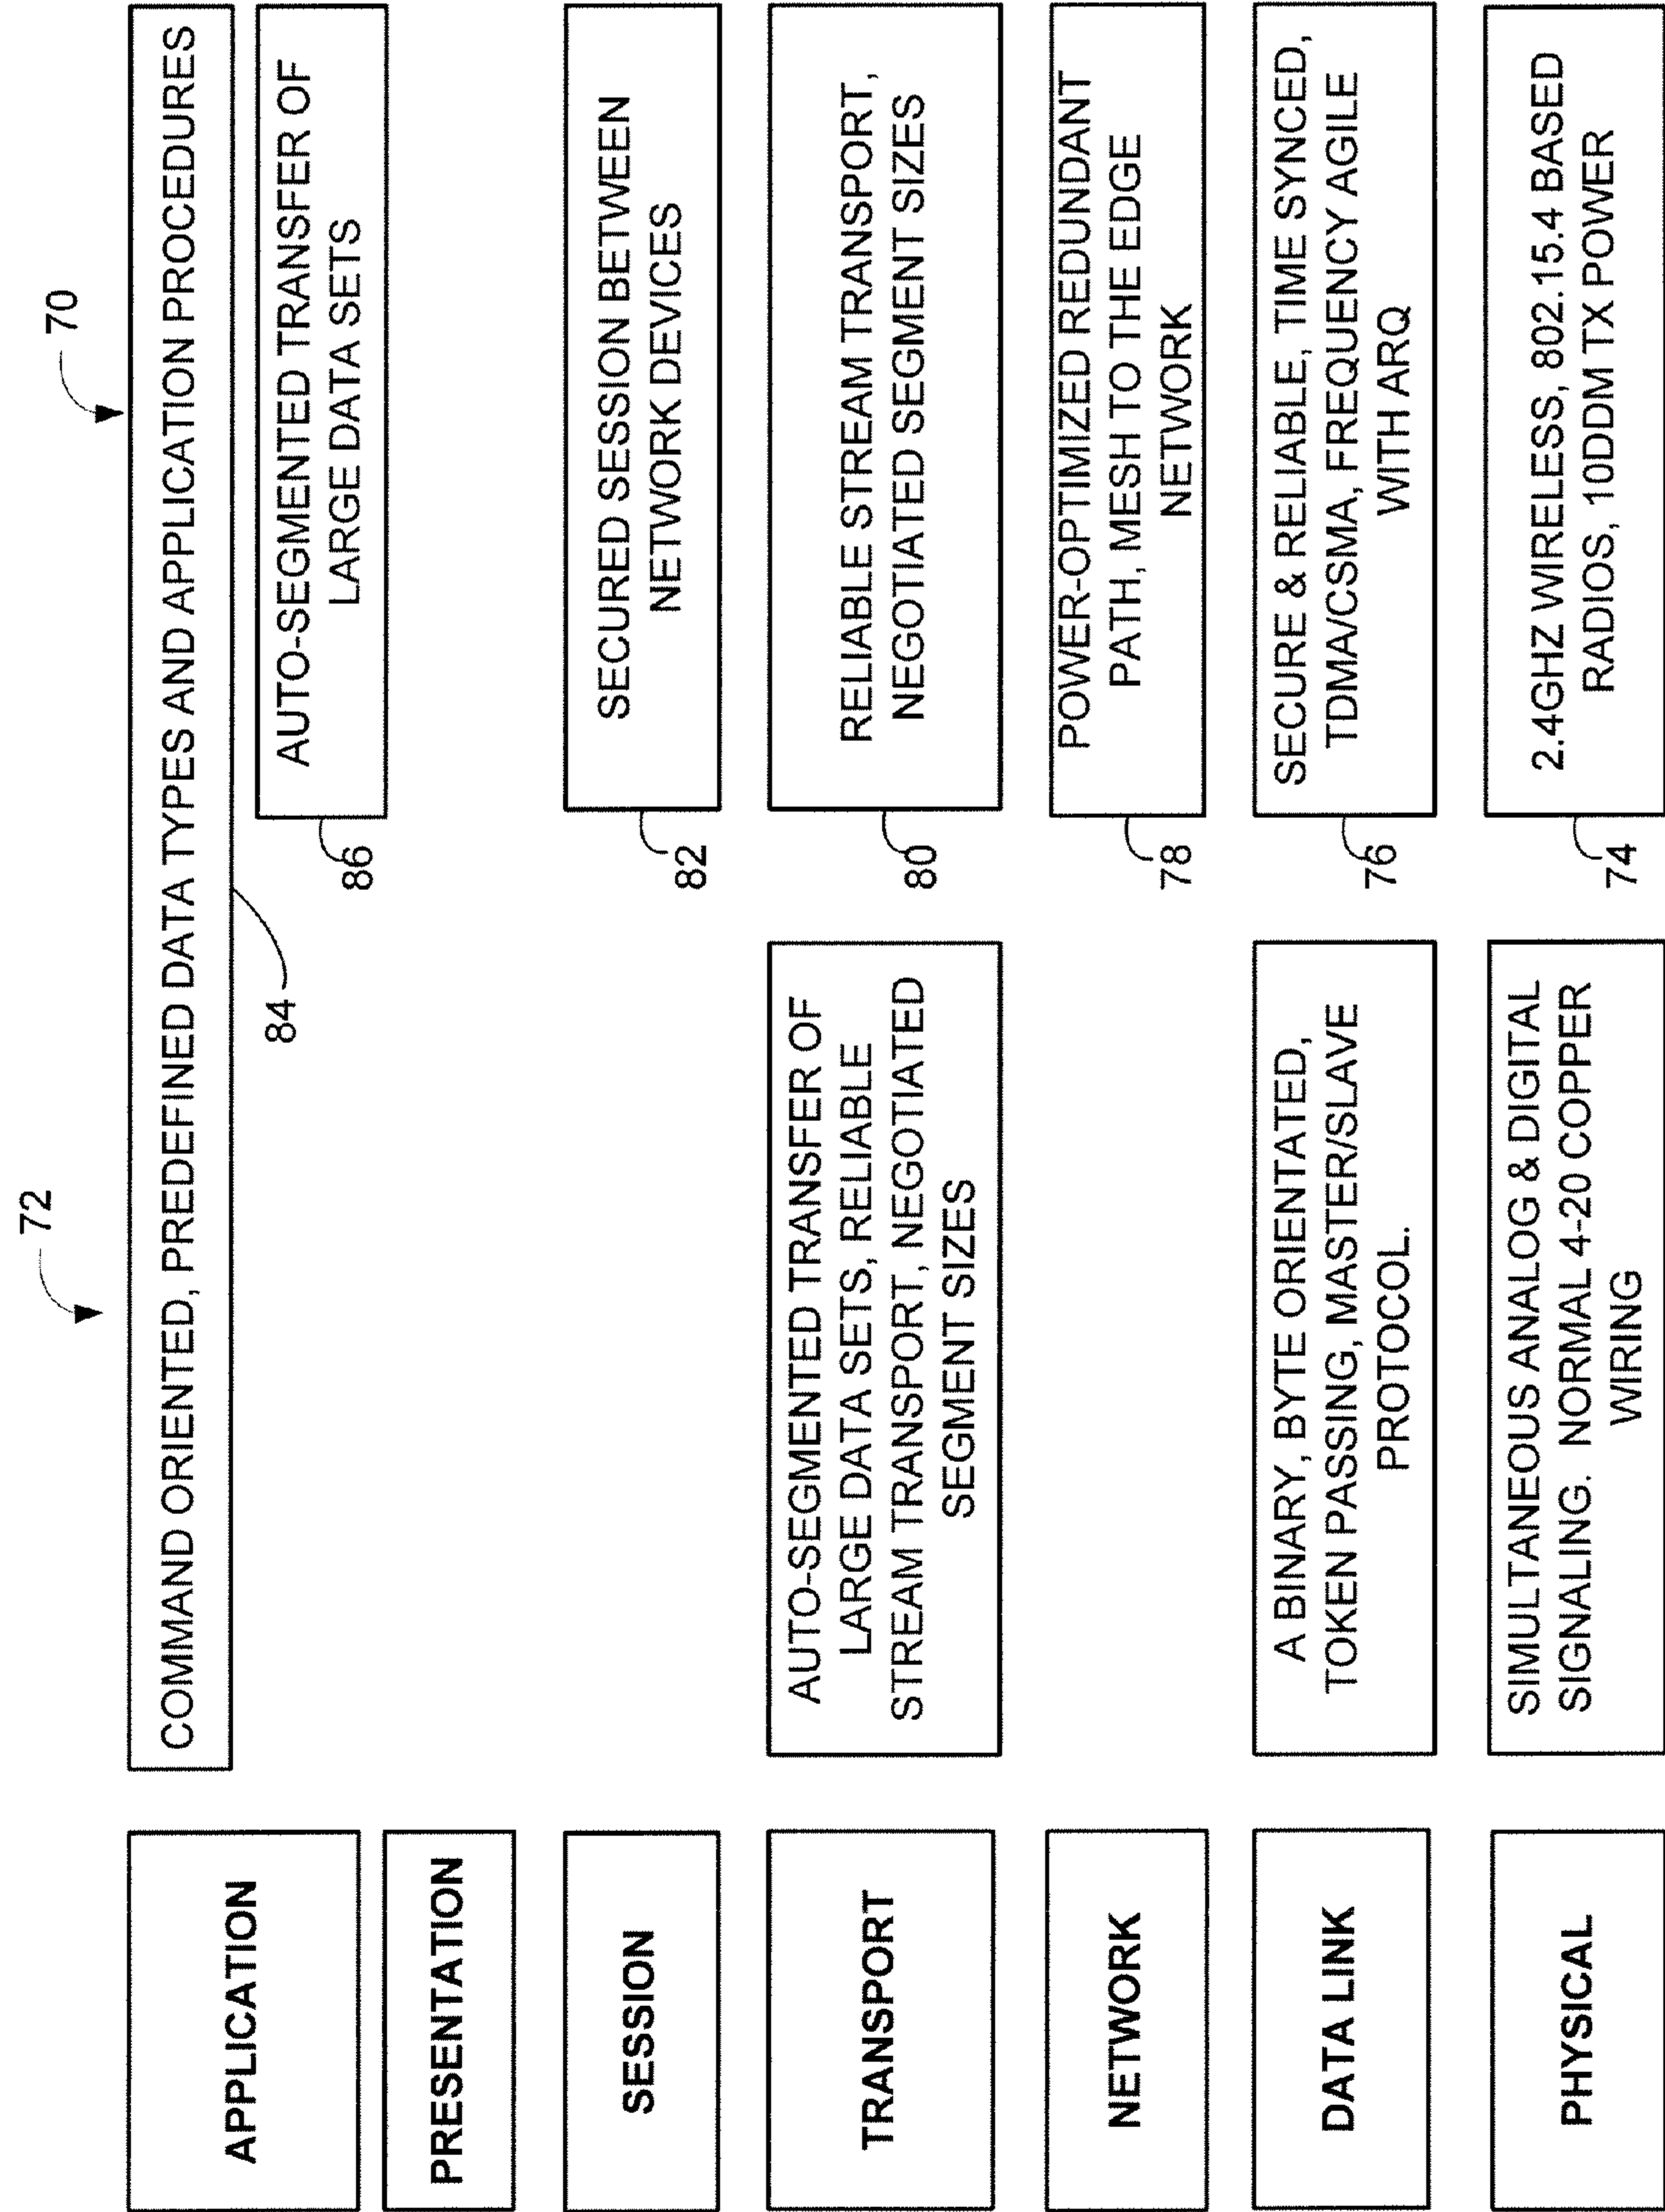 72
70
APPLICATION
COMMAND ORIENTED, PREDEFINED DATA TYPES AND APPLICATION PROCEDURES
84
AUTO-SEGMENTED TRANSFER OF
LARGE DATA SETS
86
PRESENTATION
SESSION
SECURED SESSION BETWEEN
NETWORK DEVICES
82
TRANSPORT
AUTO-SEGMENTED TRANSFER OF
LARGE DATA SETS, RELIABLE
STREAM TRANSPORT, NEGOTIATED
SEGMENT SIZES
RELIABLE STREAM TRANSPORT,
NEGOTIATED SEGMENT SIZES
80
NETWORK
POWER-OPTIMIZED REDUNDANT
PATH, MESH TO THE EDGE
NETWORK
78
DATA LINK
A BINARY, BYTE ORIENTATED,
TOKEN PASSING, MASTER/SLAVE
PROTOCOL.
SECURE & RELIABLE, TIME SYNCED,
TDMA/CSMA, FREQUENCY AGILE
WITH ARQ
76
PHYSICAL
SIMULTANEOUS ANALOG & DIGITAL
SIGNALING. NORMAL 4-20 COPPER
WIRING
2.4GHZ WIRELESS, 802.15.4 BASED
RADIOS, 10DDM TX POWER
74